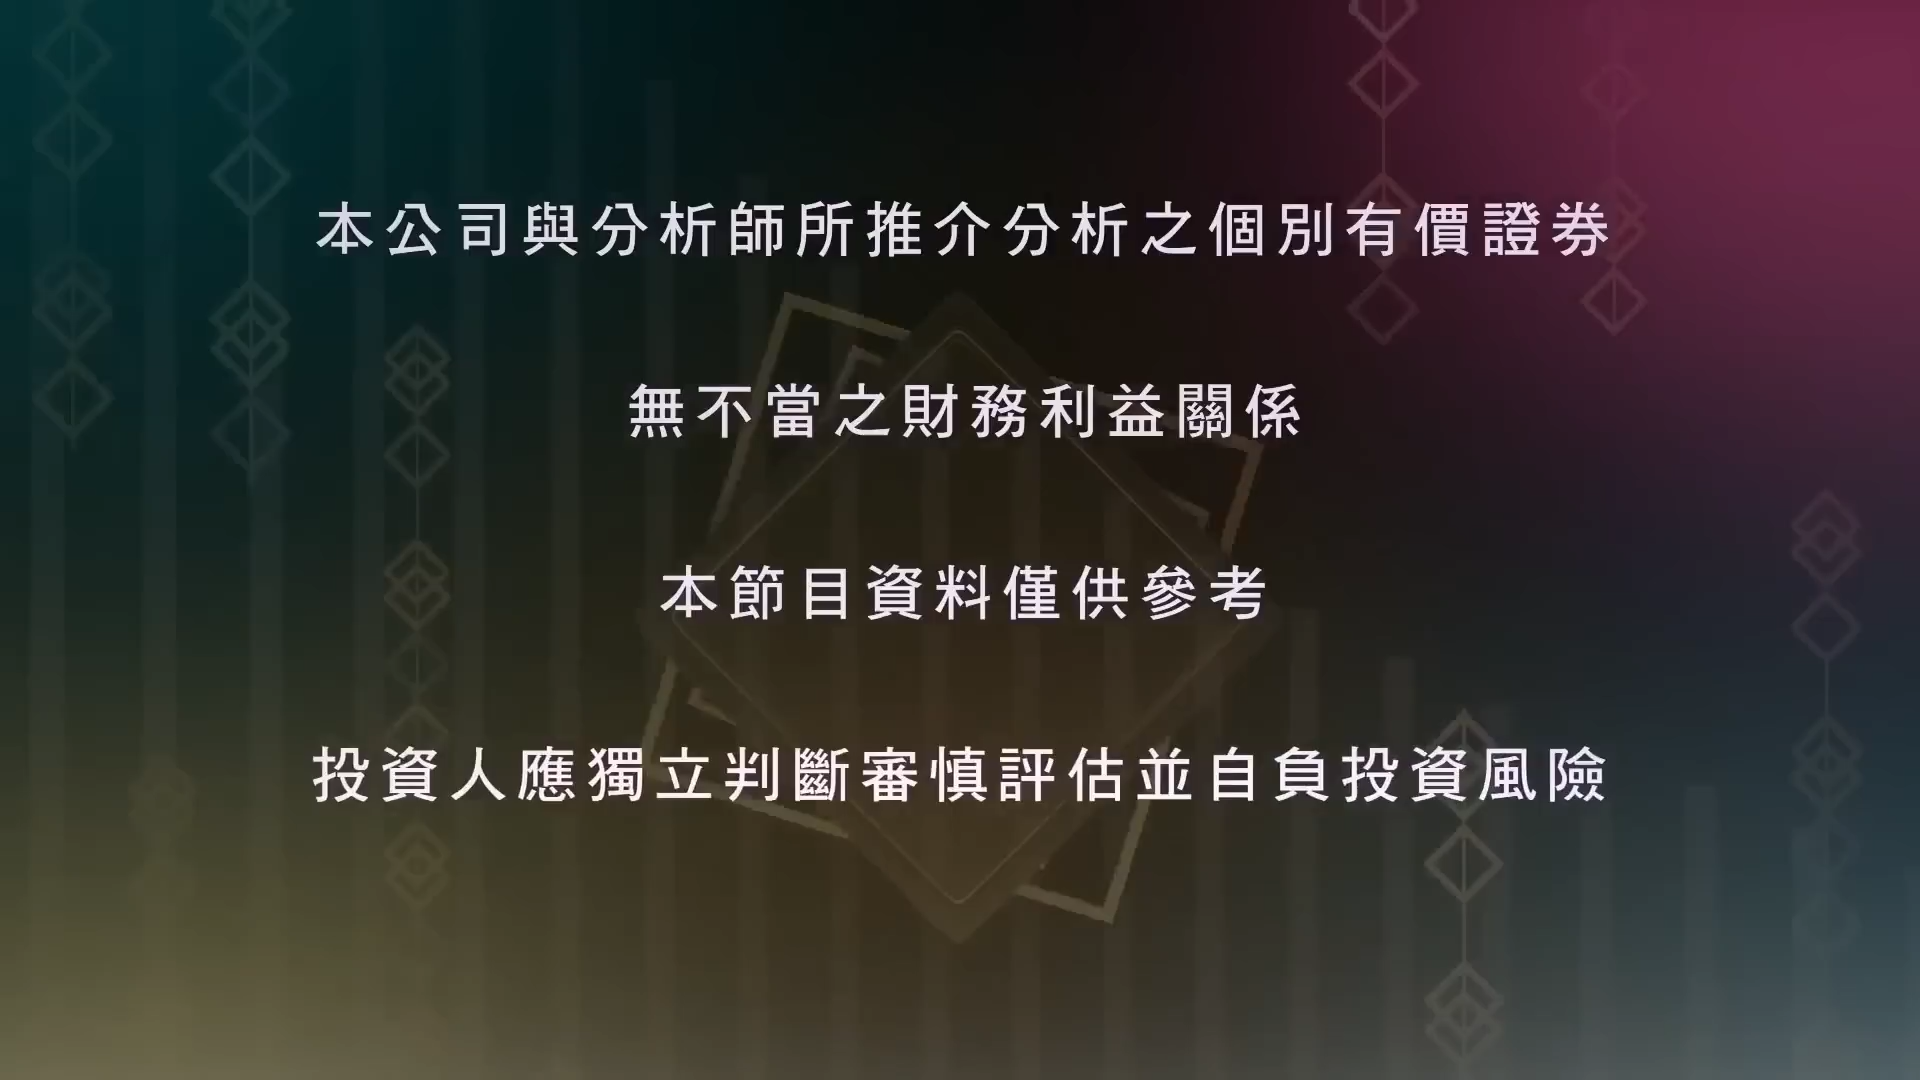 本公司與分析師所推介分析之個別有價證券
無不當之財務利益關係
本節目資料僅供參考
投資人應獨立判斷審慎評估並自負投資風險